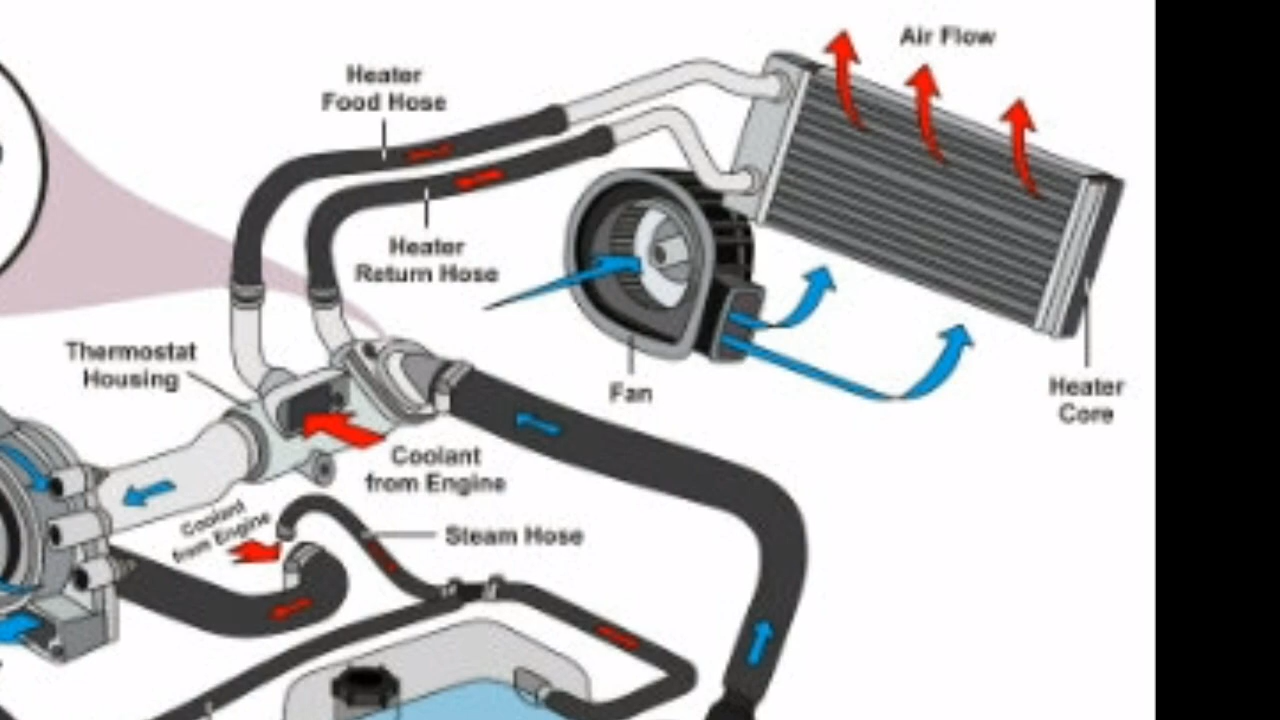 Air Flow
Heater
Food Hose
Heater
Return Hose
Thermostat
Housing
Fan
Heater
Core
Coolant
from Engine
Coolant
from Engine
Steam Hose